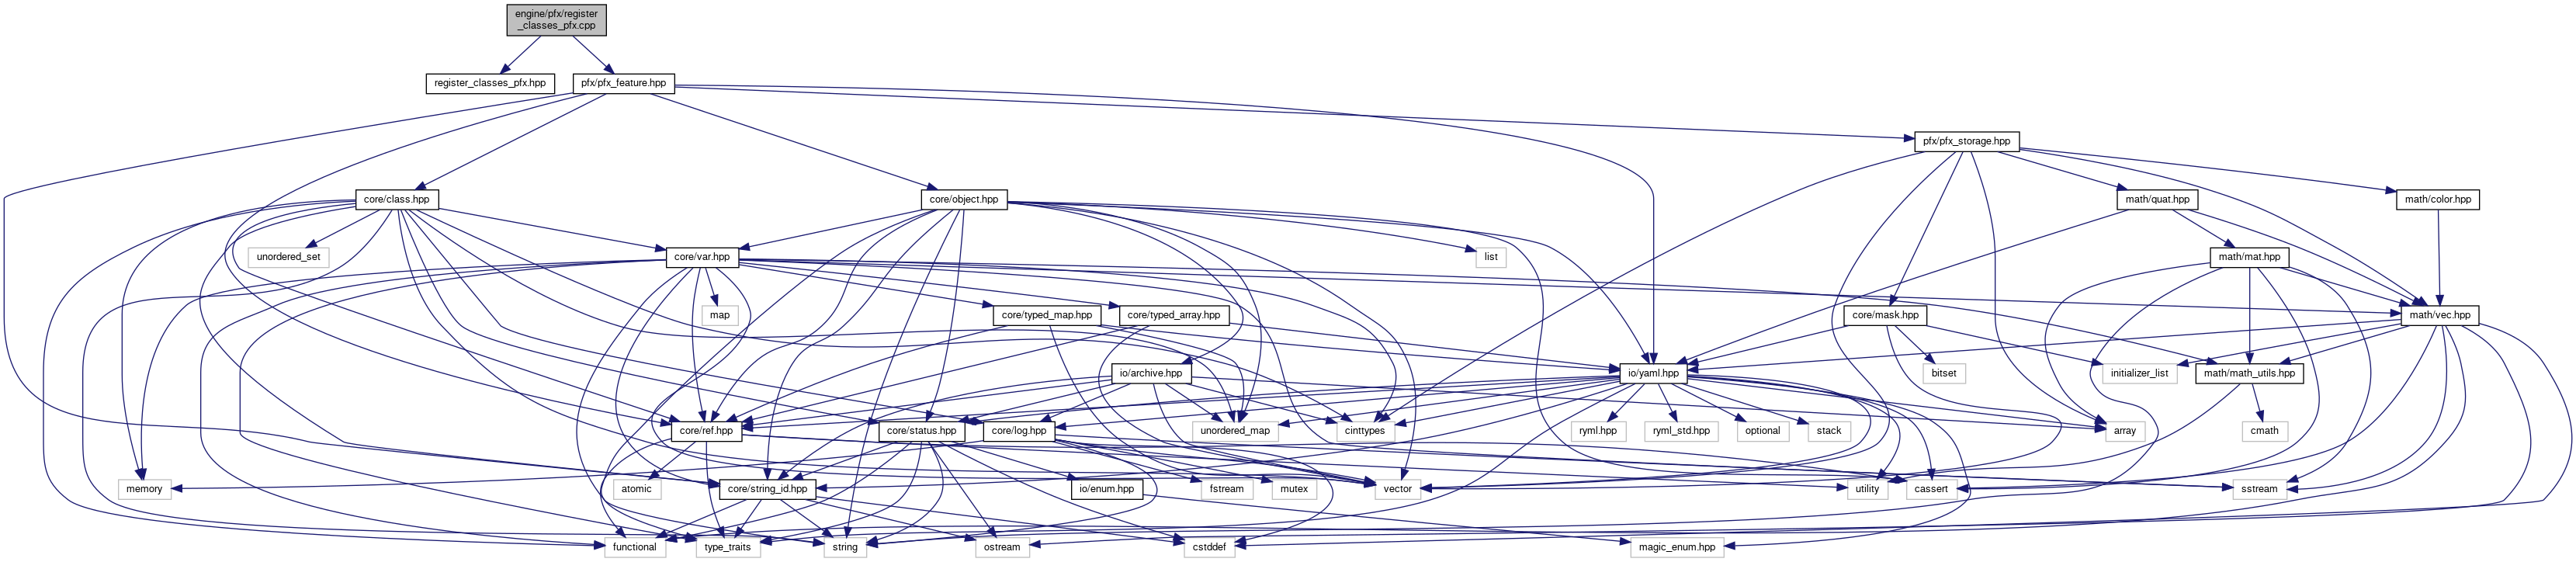 engine/pfx/register
_classes_pfx.cpp
register_classes_pfx.hpp
pfx/pfx_feature.hpp
pfx/pfx_storage.hpp
core/class.hpp
core/object.hpp
math/quat.hpp
math/color.hpp
unordered_set
core/var.hpp
list
math/mat.hpp
map
core/typed_map.hpp
core/typed_array.hpp
core/mask.hpp
math/vec.hpp
io/archive.hpp
io/yaml.hpp
bitset
initializer_list
math/math_utils.hpp
core/ref.hpp
core/status.hpp
core/log.hpp
unordered_map
cinttypes
ryml.hpp
ryml_std.hpp
optional
stack
array
cmath
memory
atomic
core/string_id.hpp
io/enum.hpp
fstream
mutex
vector
utility
cassert
sstream
functional
type_traits
string
ostream
cstddef
magic_enum.hpp